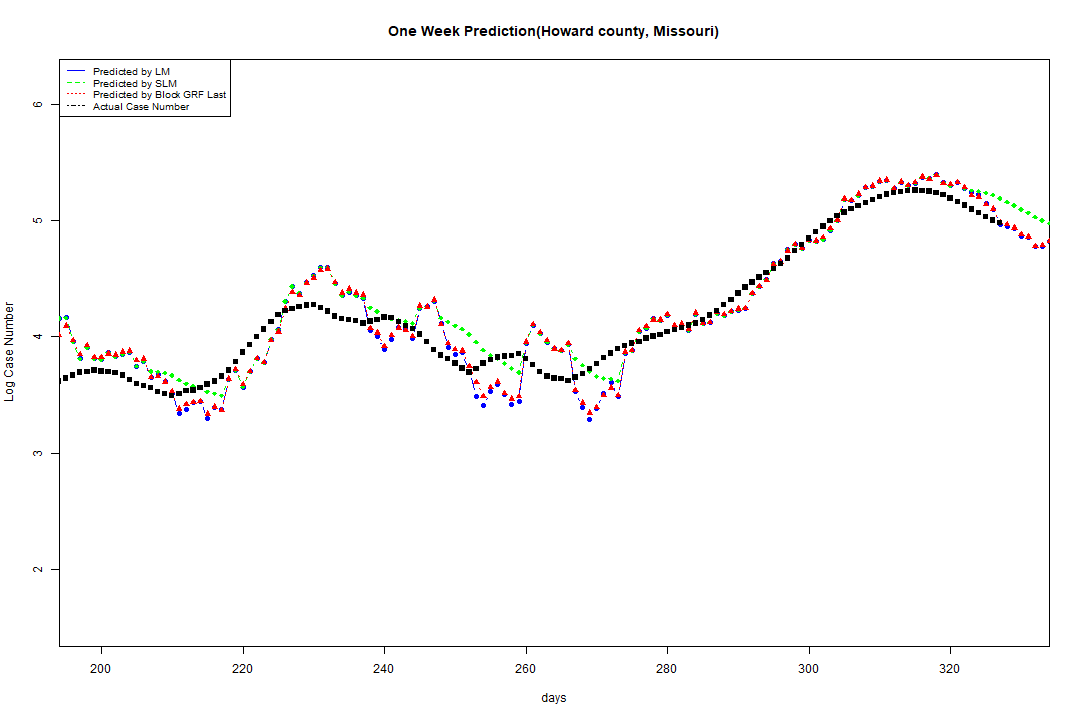 One Week Prediction(Howard county, Missouri)
Predicted by LM
Predicted by SLM
Predicted by Block GRF Last
Actual Case Number
6
5
4
3
2
Log Case Number
200 220 240 260 280 300 320
days